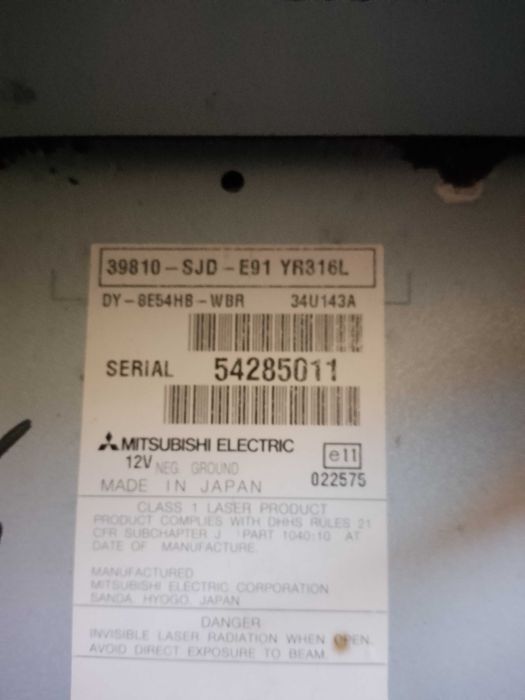 39810-SJD-E91 YR316L
DY-8E54HB-WBR 34U143A
SERIAL 54285011
MITSUBISHI ELECTRIC
12V NEG. GROUND e11
MADE IN JAPAN 022575
CLASS 1 LASER PRODUCT
PRODUCT COMPLIES WITH DHHS RULES 21
CFR SUBCHAPTER J PART 1040:10 AT
DATE OF MANUFACTURE.
MANUFACTURED
MITSUBISHI ELECTRIC CORPORATION
SANDA, HYOGO, JAPAN
DANGER
INVISIBLE LASER RADIATION WHEN OPEN.
AVOID DIRECT EXPOSURE TO BEAM.